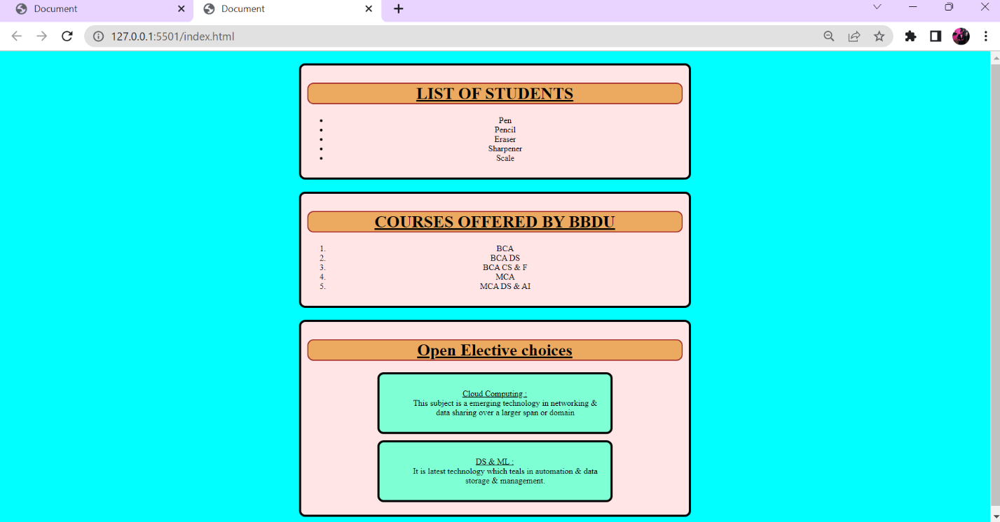 Document
Document
127.0.0.1:5501/index.html
LIST OF STUDENTS
Pen
Pencil
Eraser
Sharpener
Scale
COURSES OFFERED BY BBDU
1. BCA
2. BCA DS
3. BCA CS & F
4. MCA
5. MCA DS & AI
Open Elective choices
Cloud Computing :
This subject is a emerging technology in networking &
data sharing over a larger span or domain
DS & ML :
It is latest technology which teals in automation & data
storage & management.